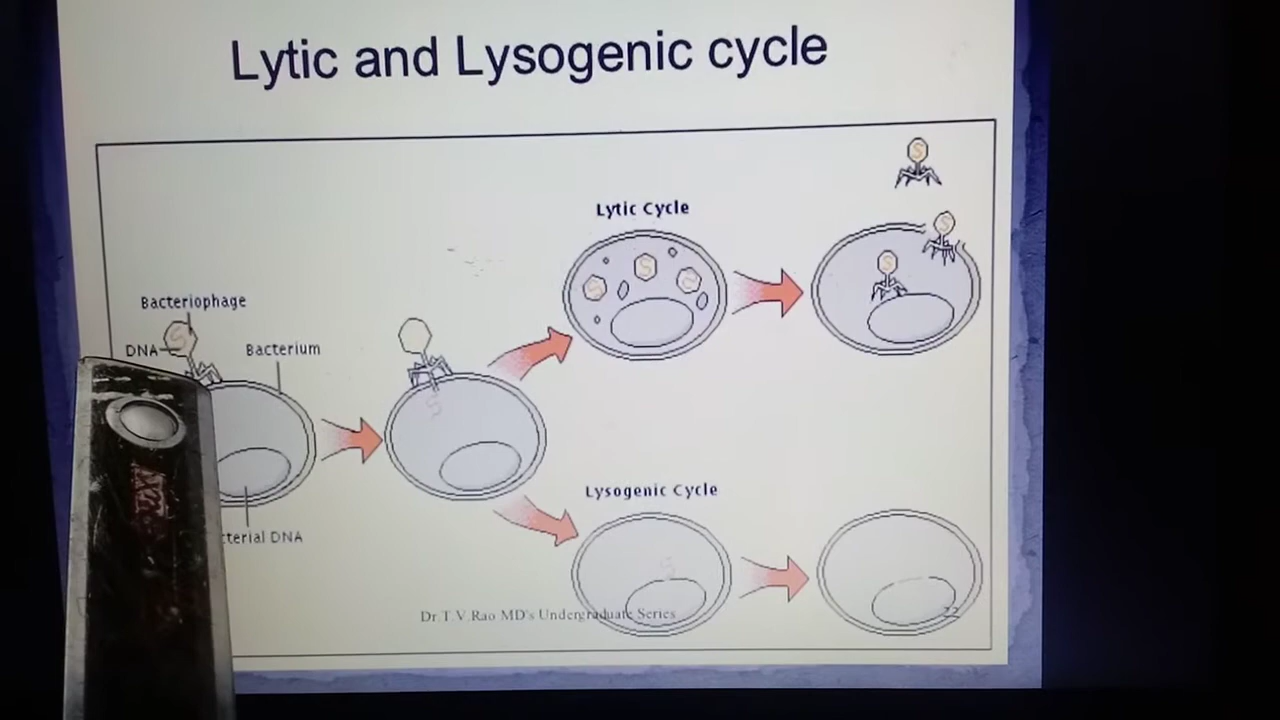 Lytic and Lysogenic cycle
Lytic Cycle
Bacteriophage
DNA
Bacterium
Lysogenic Cycle
cterial DNA
Dr.T.V.Rao MD's Undergraduate Series
22